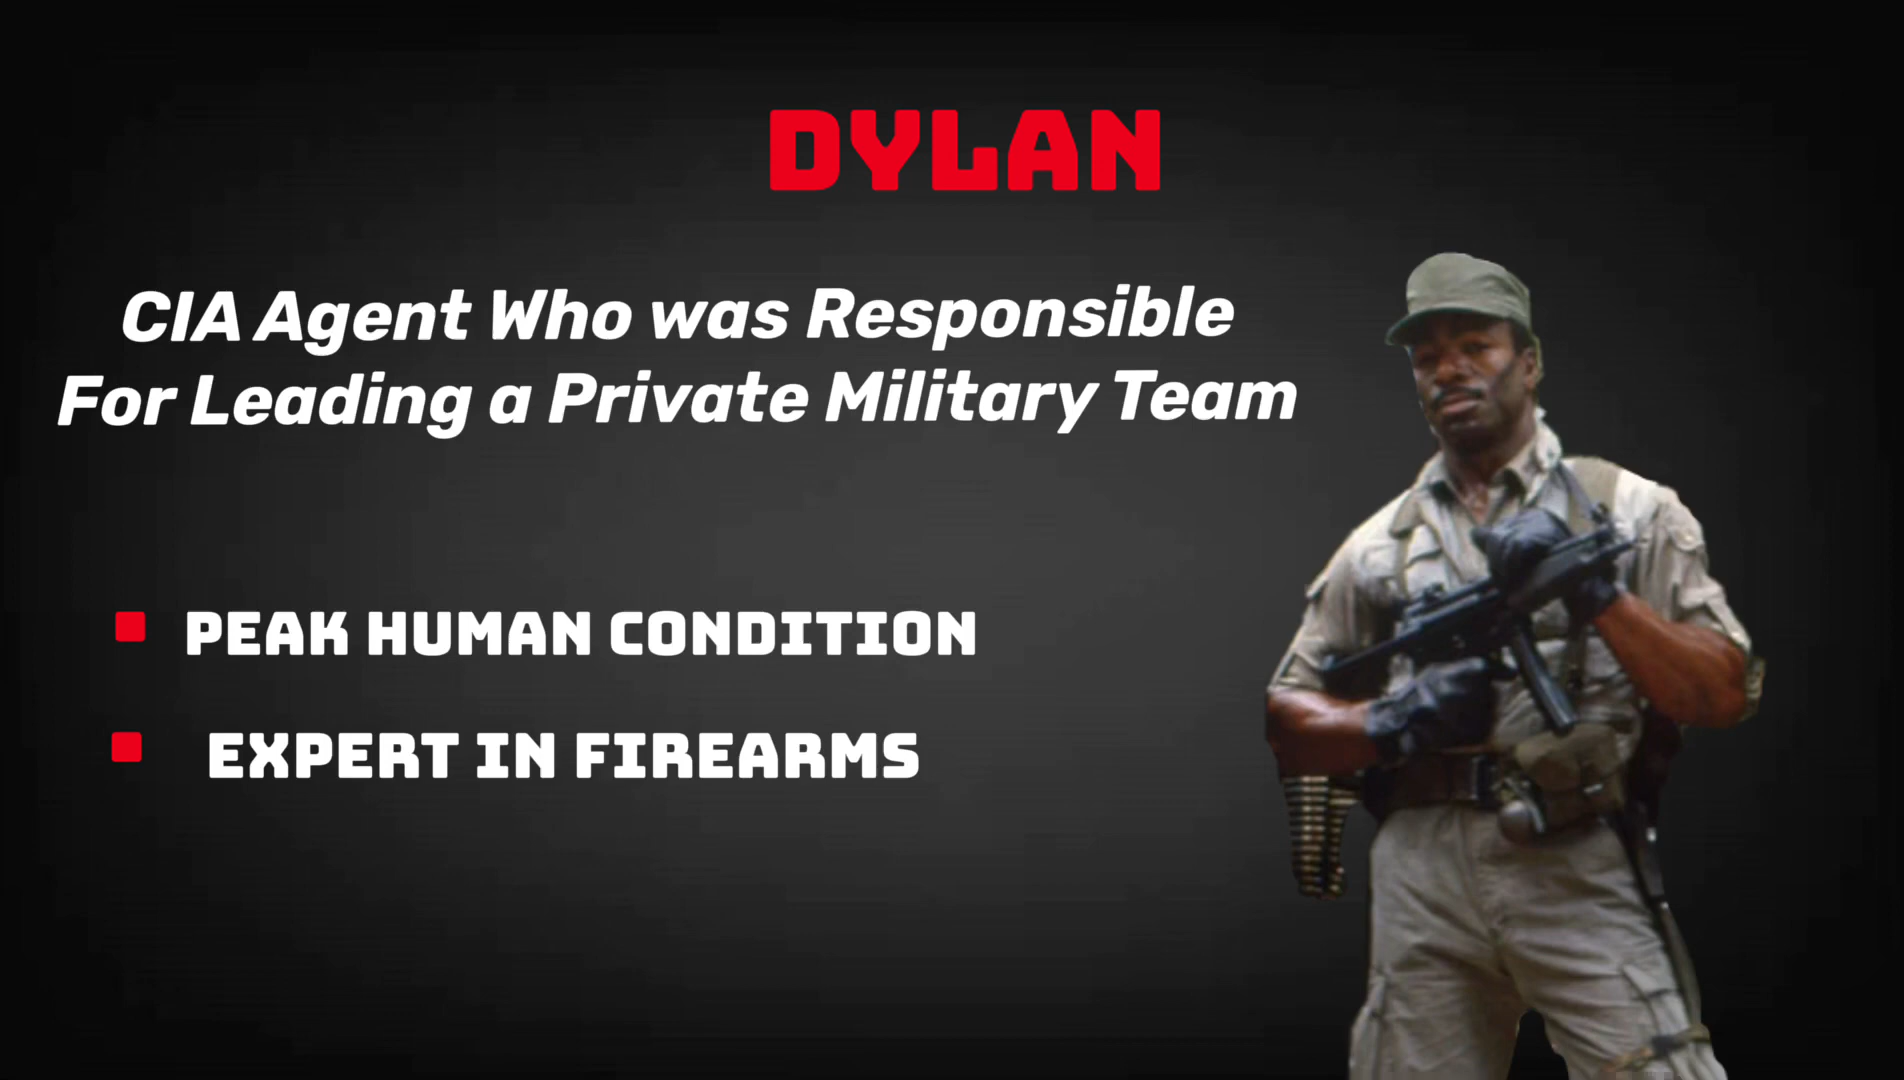 DYLAN
CIA Agent Who was Responsible
For Leading a Private Military Team
PEAK HUMAN CONDITION
EXPERT IN FIREARMS